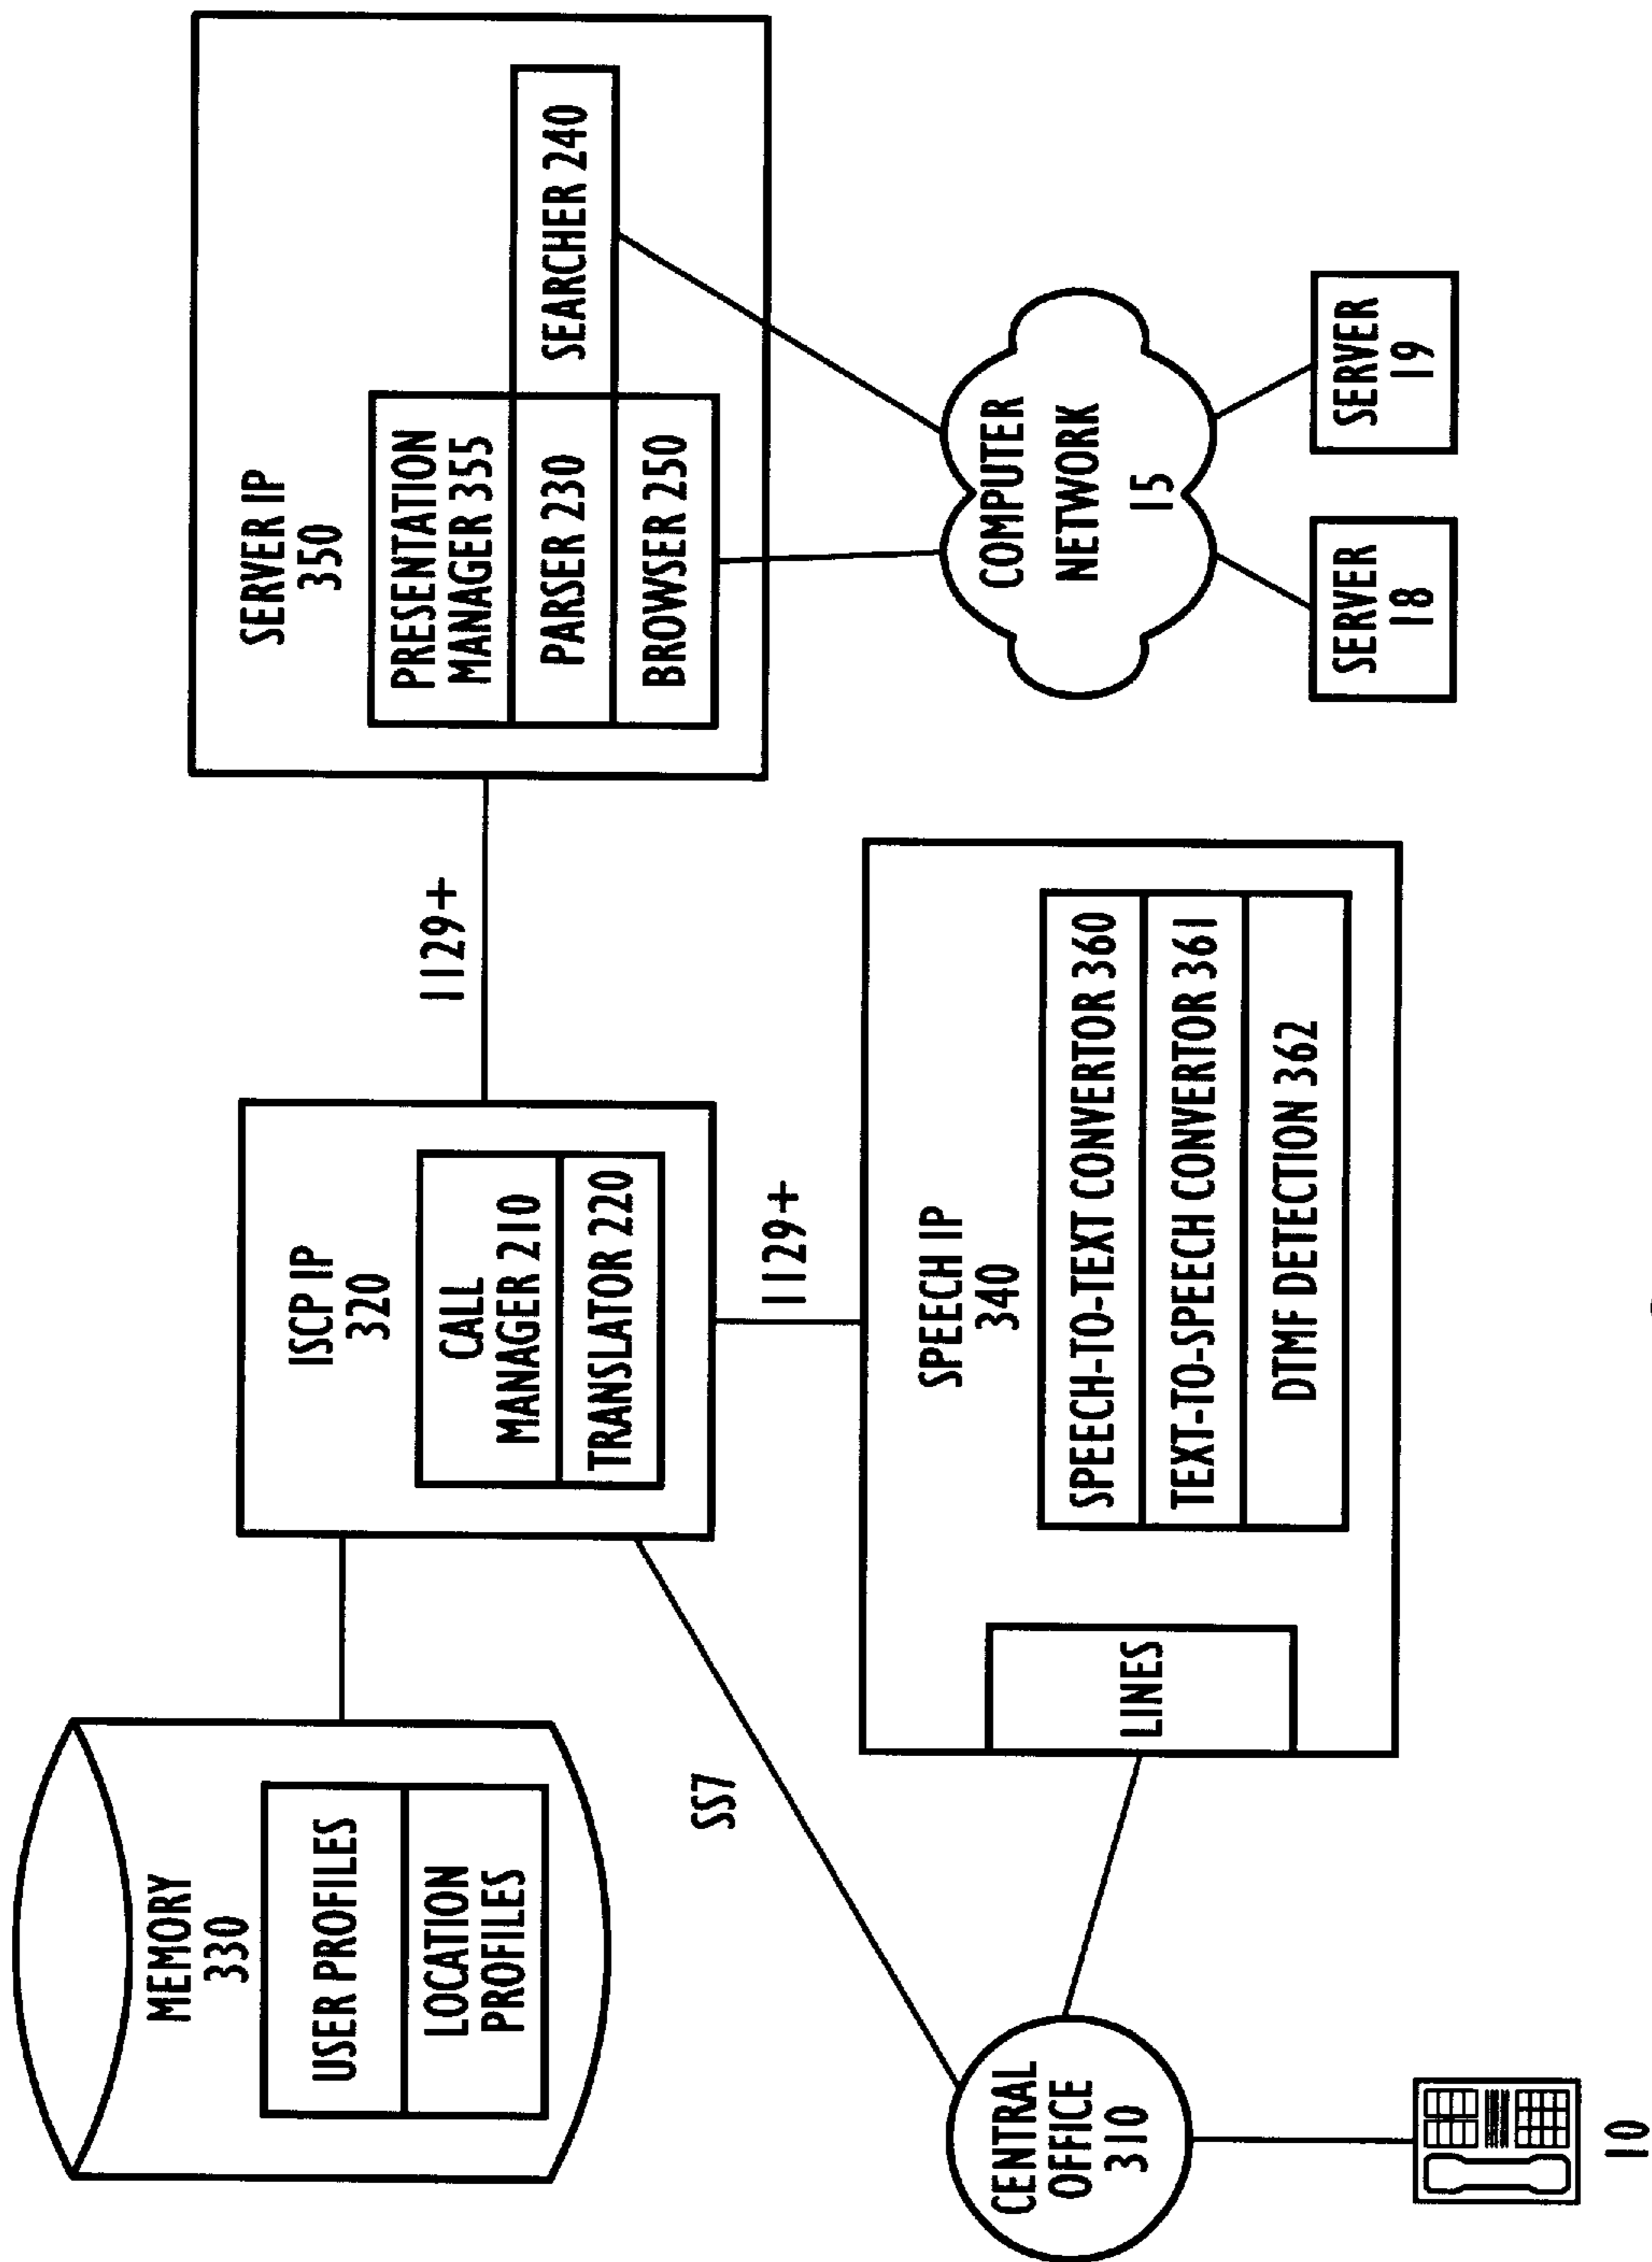 MEMORY
330
USER PROFILES
LOCATION
PROFILES
ISCP IP
320
CALL
MANAGER 210
TRANSLATOR 220
1129+
SERVER IP
350
PRESENTATION
MANAGER 355
PARSER 230
SEARCHER 240
BROWSER 250
SS7
1129+
CENTRAL
OFFICE
310
LINES
SPEECH IP
340
SPEECH-TO-TEXT CONVERTOR 360
TEXT-TO-SPEECH CONVERTOR 361
DTMF DETECTION 362
COMPUTER
NETWORK
15
SERVER
18
SERVER
19
10